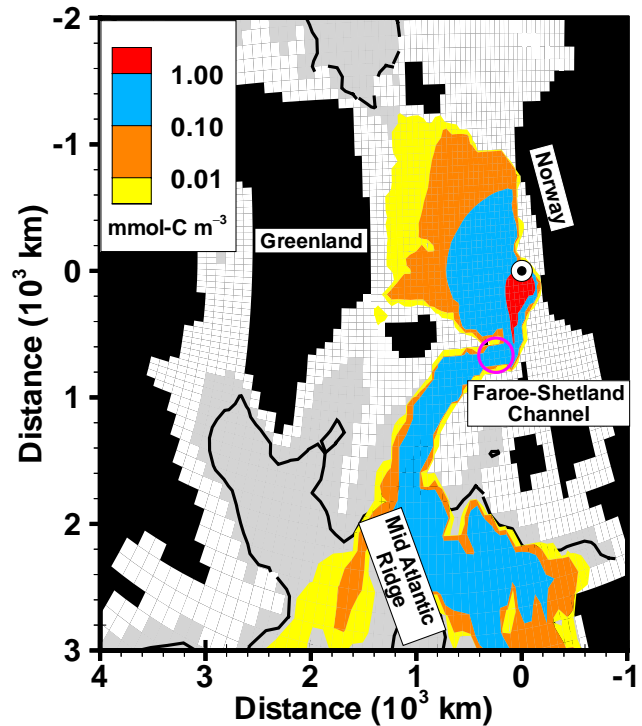 -2
-1
0
1
2
3
Distance (10³ km)
1.00
0.10
0.01
mmol-C m⁻³
Greenland
Norway
Faroe-Shetland
Channel
Mid Atlantic
Ridge
4
3
2
1
0
-1
Distance (10³ km)